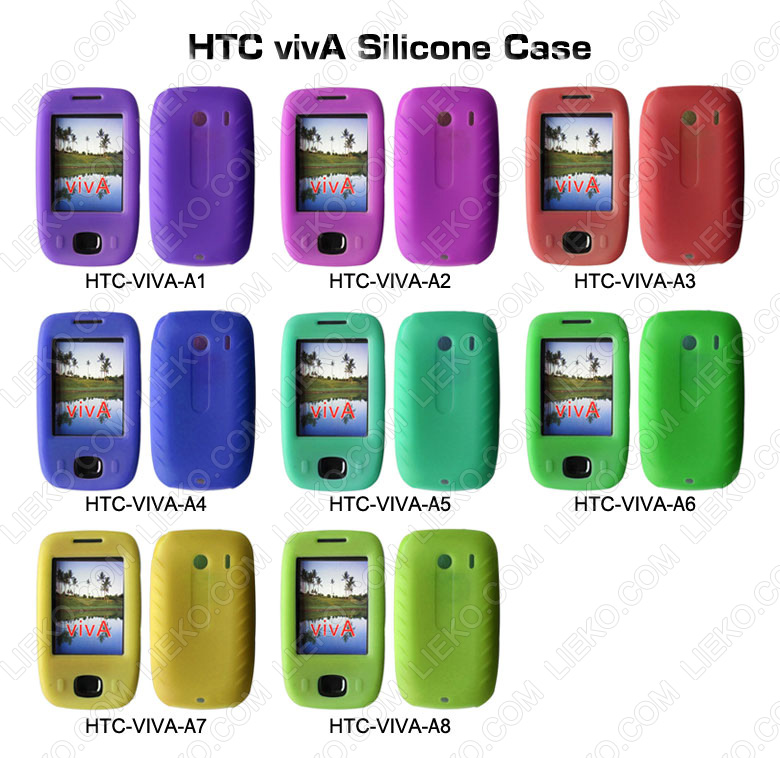 HTC vivA Silicone Case
vivA
vivA
vivA
HTC-VIVA-A1
HTC-VIVA-A2
HTC-VIVA-A3
vivA
vivA
vivA
HTC-VIVA-A4
HTC-VIVA-A5
HTC-VIVA-A6
vivA
vivA
HTC-VIVA-A7
HTC-VIVA-A8
LIEKO.COM